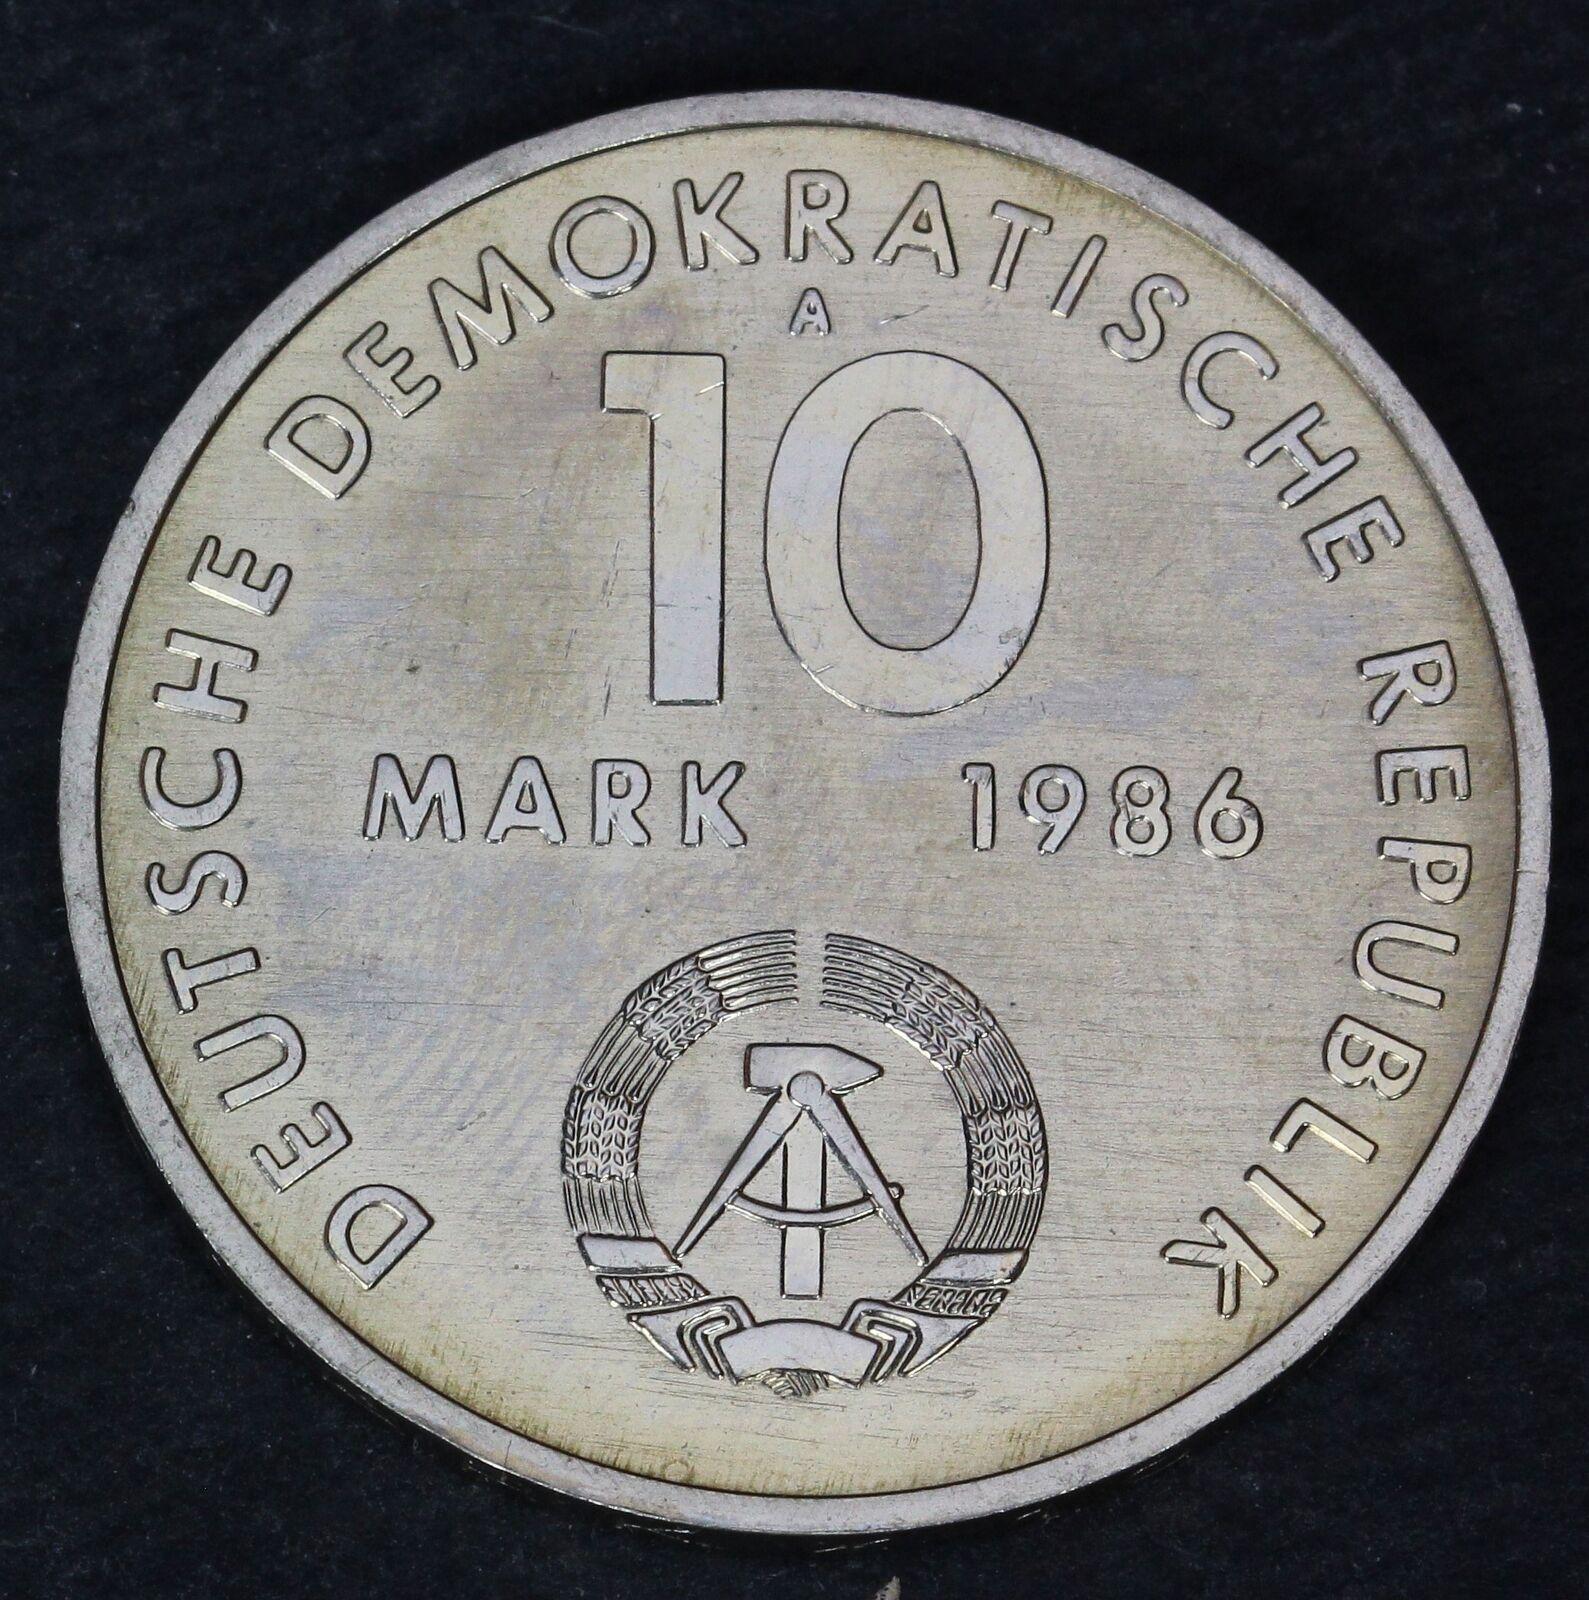 DEUTSCHE DEMOKRATISCHE REPUBLIK
A
10
MARK 1986